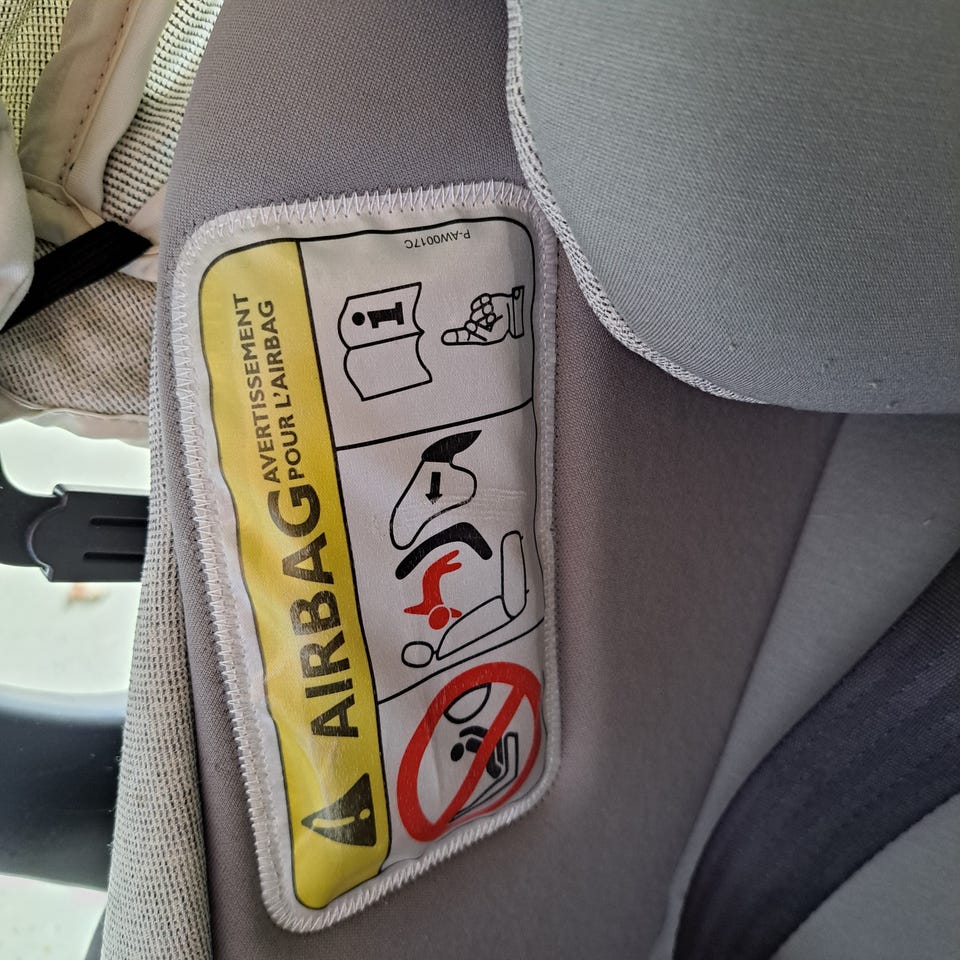 AIRBAG
AVERTISSEMENT
POUR L'AIRBAG
i
P-AW0017C